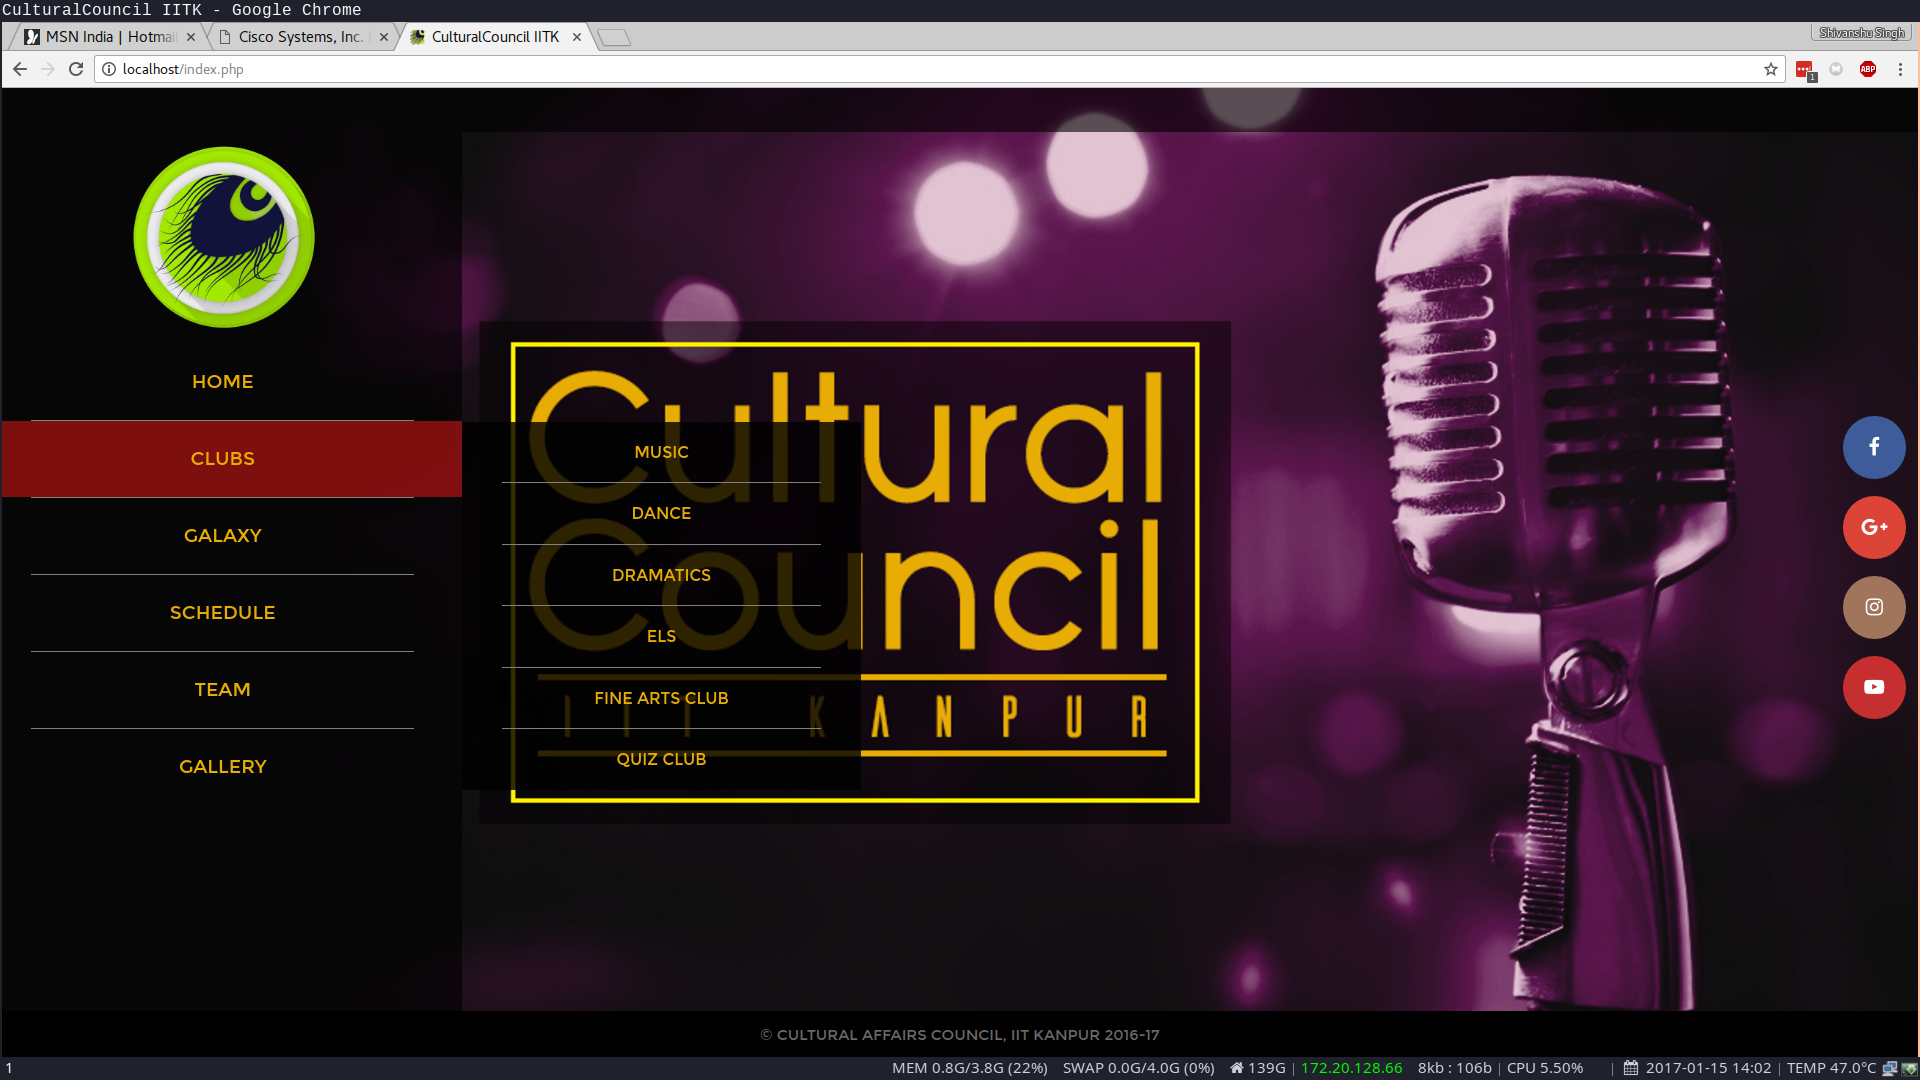 CulturalCouncil IITK - Google Chrome
MSN India | Hotmail
Cisco Systems, Inc.
CulturalCouncil IITK
Shivanshu Singh
localhost/index.php
1
ABP
HOME
CLUBS
GALAXY
SCHEDULE
TEAM
GALLERY
MUSIC
DANCE
DRAMATICS
ELS
FINE ARTS CLUB
QUIZ CLUB
Cultural
Council
IIT KANPUR
f
G+
© CULTURAL AFFAIRS COUNCIL, IIT KANPUR 2016-17
1 MEM 0.8G/3.8G (22%) SWAP 0.0G/4.0G (0%) 139G | 172.20.128.66 8kb : 106b | CPU 5.50% | 2017-01-15 14:02 | TEMP 47.0°C